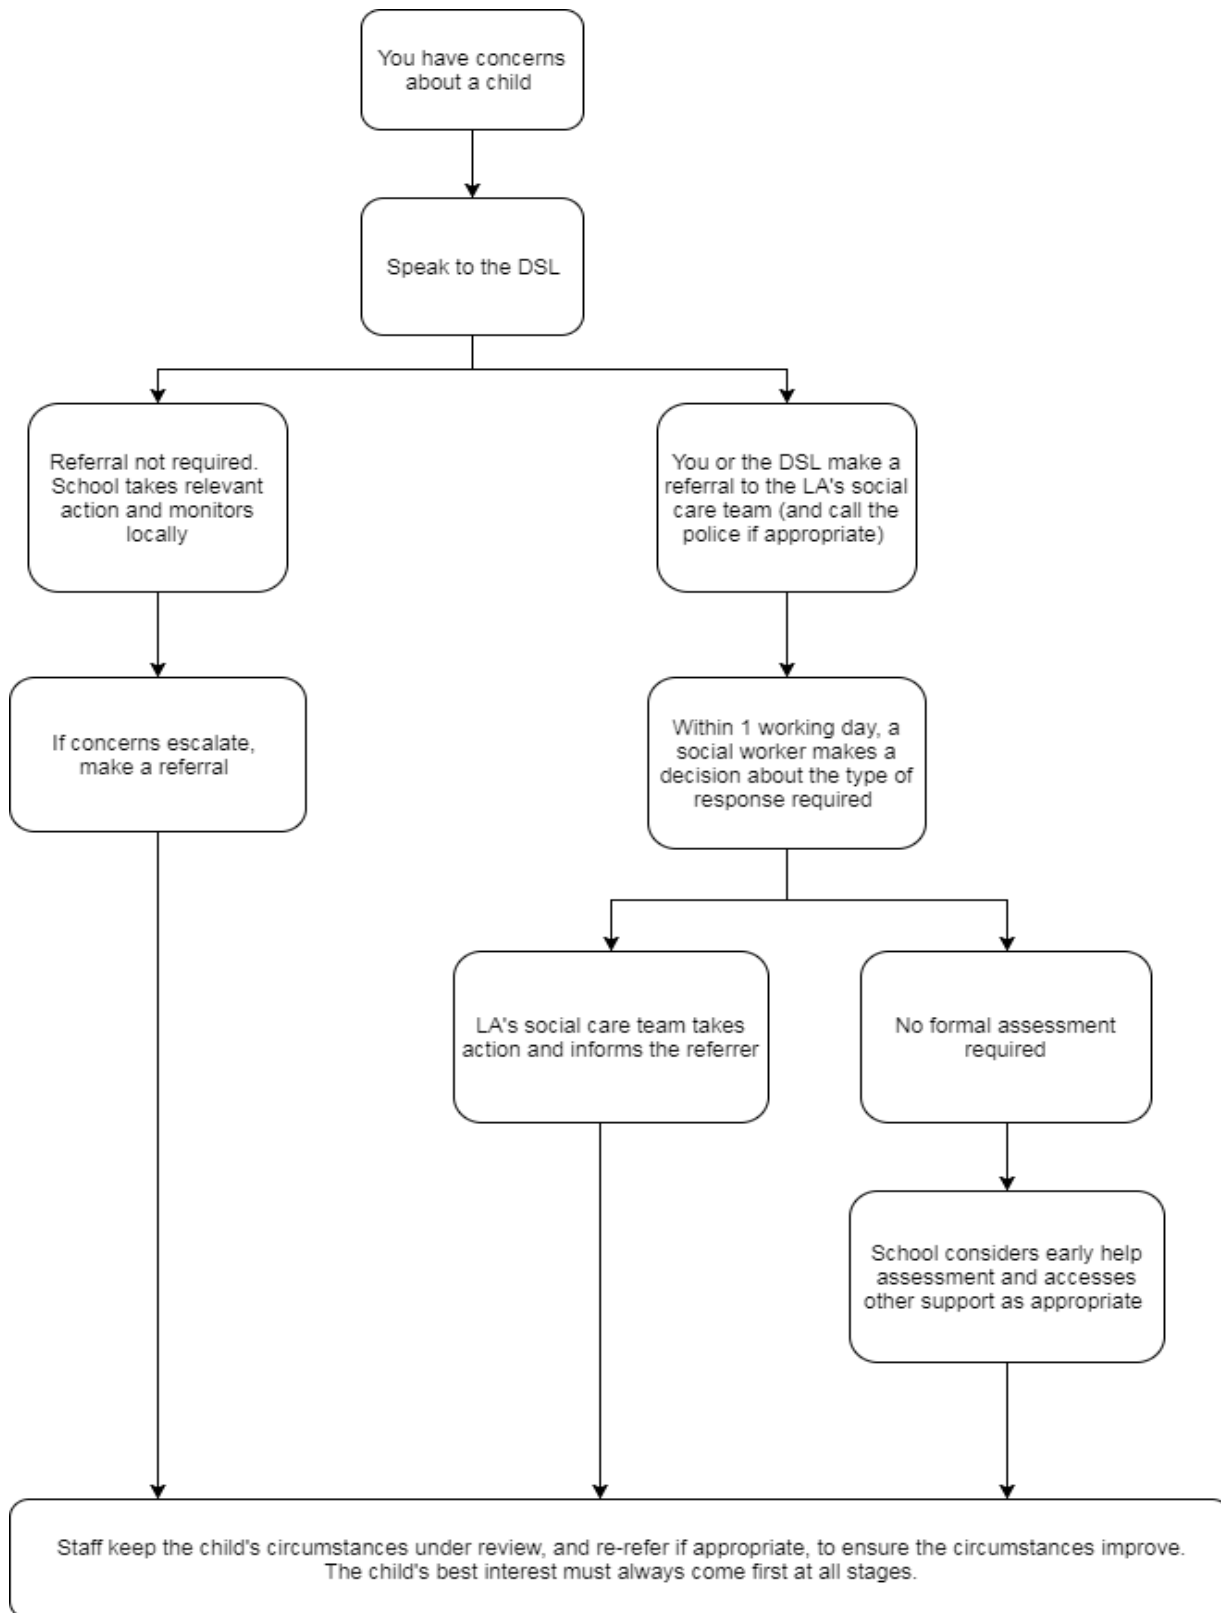 You have concerns
about a child
Speak to the DSL
Referral not required.
School takes relevant
action and monitors
locally
You or the DSL make a
referral to the LA's social
care team (and call the
police if appropriate)
If concerns escalate,
make a referral
Within 1 working day, a
social worker makes a
decision about the type of
response required
LA's social care team takes
action and informs the referrer
No formal assessment
required
School considers early help
assessment and accesses
other support as appropriate
Staff keep the child's circumstances under review, and re-refer if appropriate, to ensure the circumstances improve.
The child's best interest must always come first at all stages.